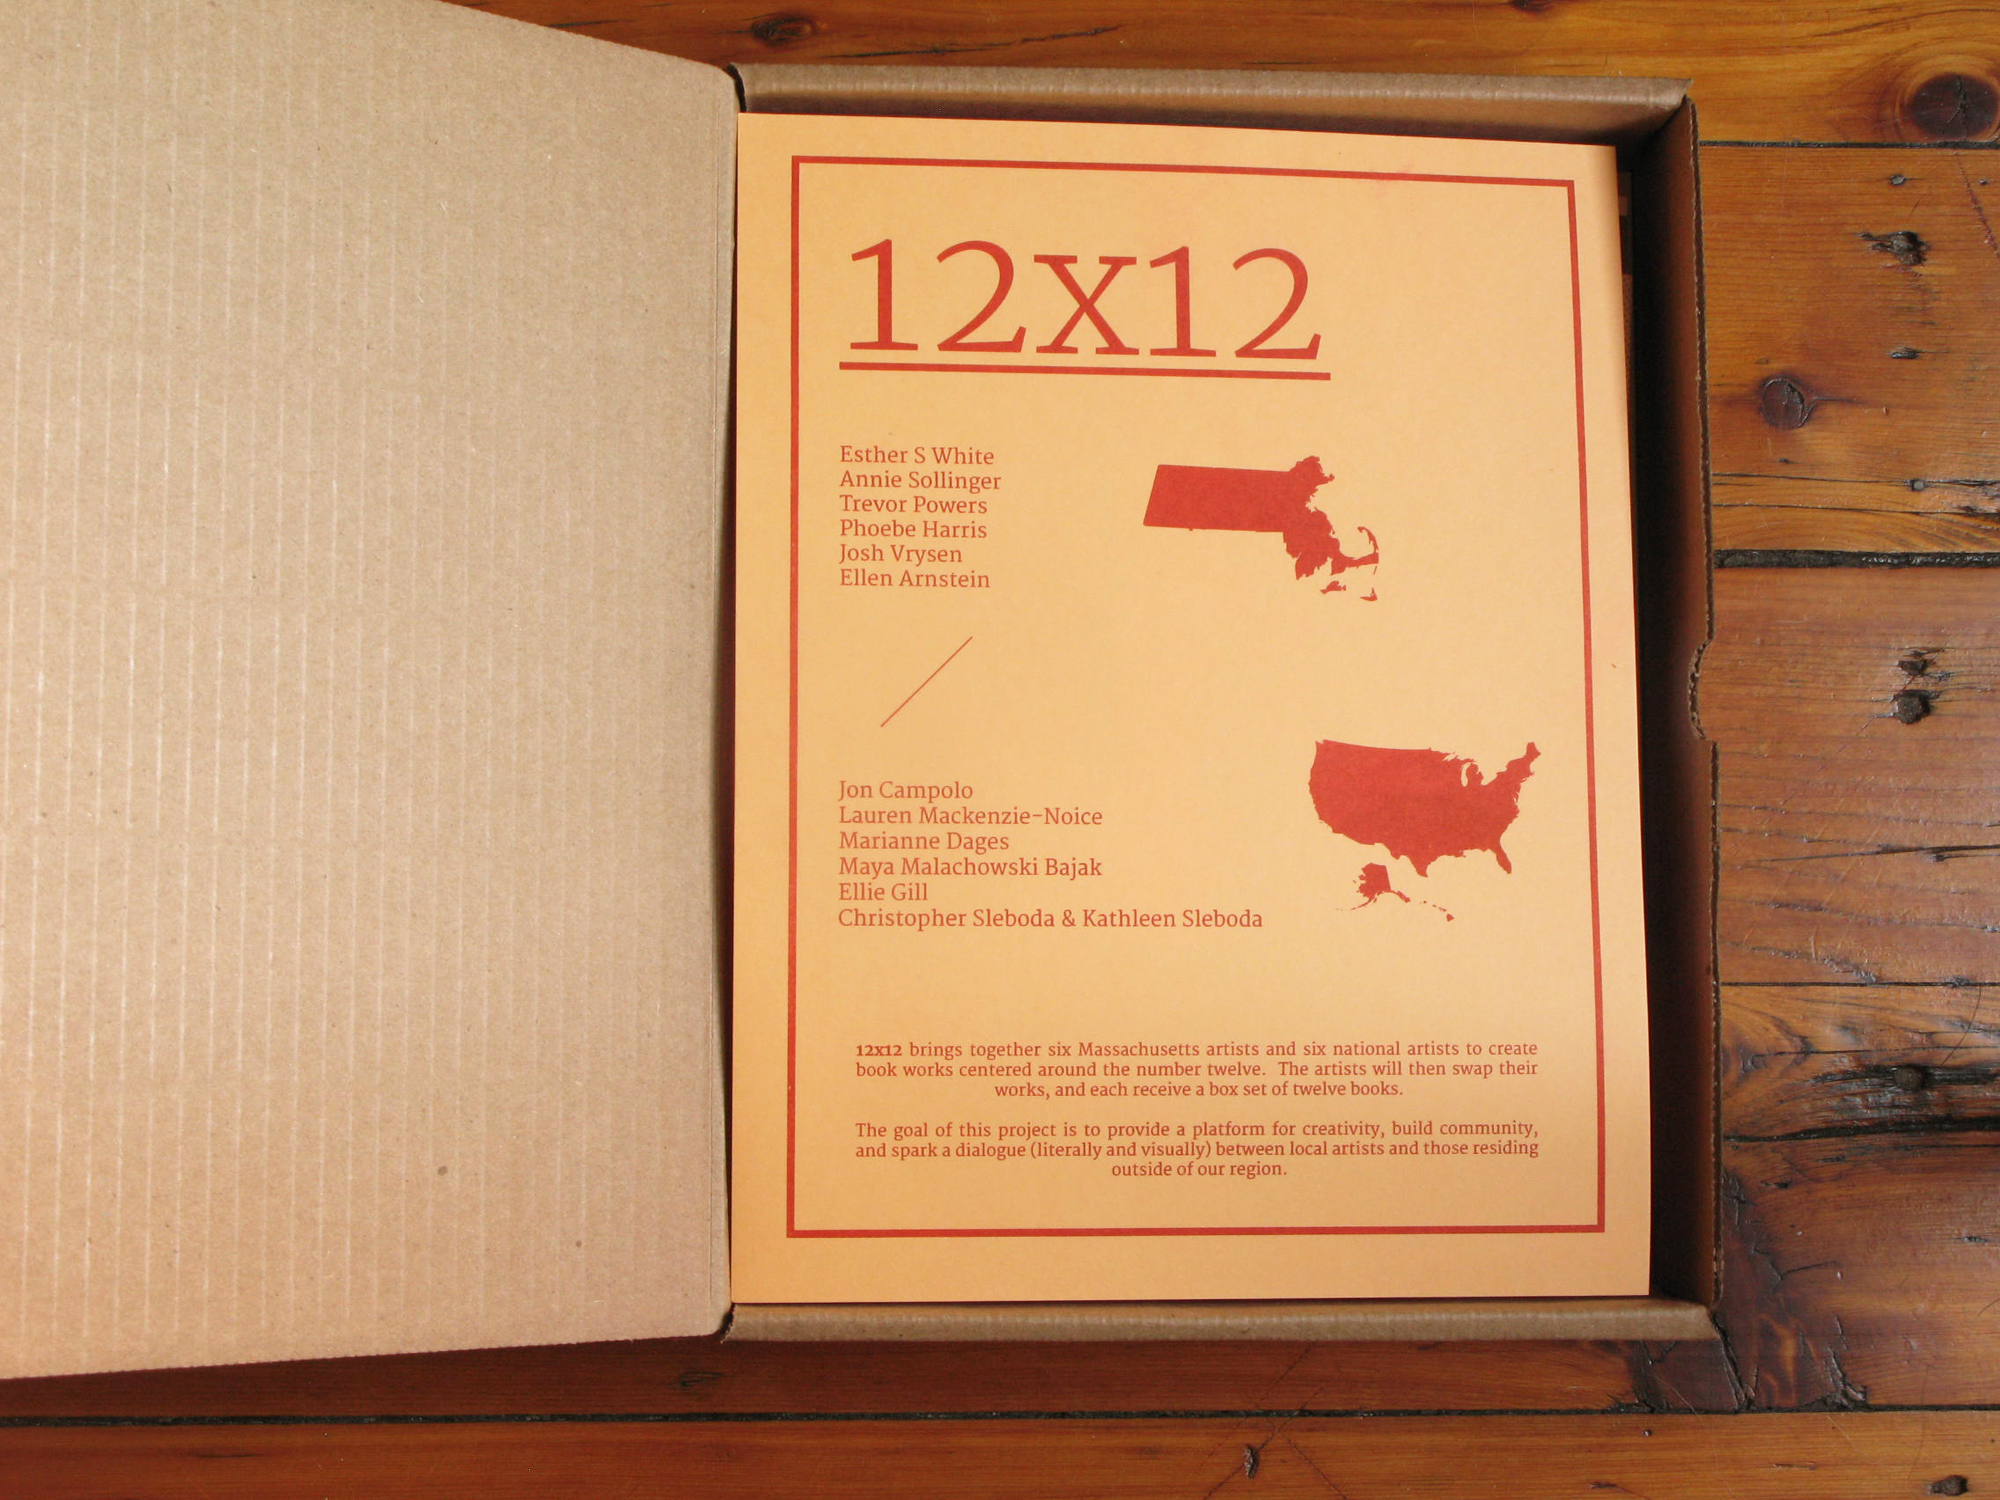 12x12
Esther S White
Annie Sollinger
Trevor Powers
Phoebe Harris
Josh Vrysen
Ellen Arnstein
Jon Campolo
Lauren Mackenzie-Noice
Marianne Dages
Maya Malachowski Bajak
Ellie Gill
Christopher Sleboda & Kathleen Sleboda
12x12 brings together six Massachusetts artists and six national artists to create
book works centered around the number twelve. The artists will then swap their
works, and each receive a box set of twelve books.
The goal of this project is to provide a platform for creativity, build community,
and spark a dialogue (literally and visually) between local artists and those residing
outside of our region.